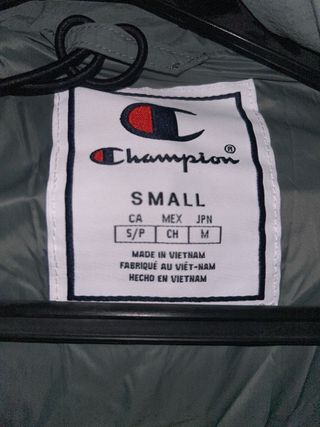 Champion®
SMALL
CA MEX JPN
S/P CH M
MADE IN VIETNAM
FABRIQUÉ AU VIÊT-NAM
HECHO EN VIETNAM